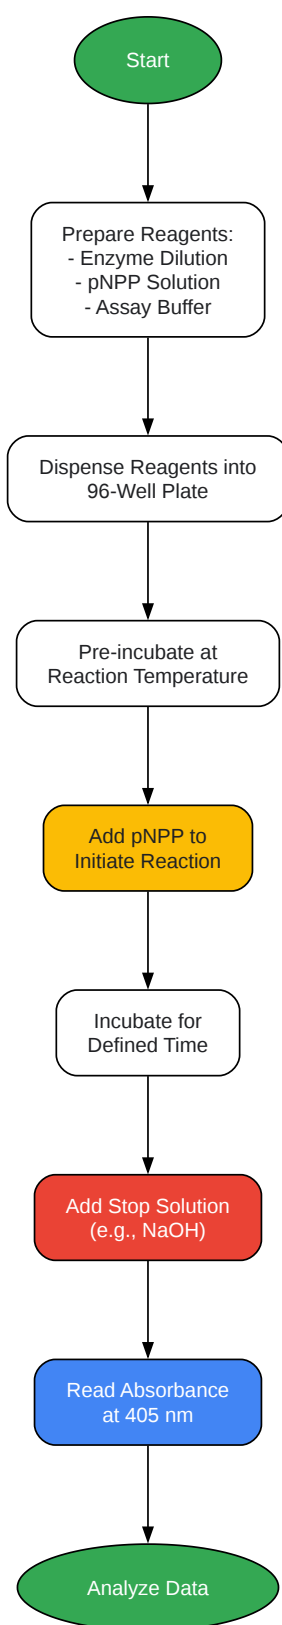 Start
Prepare Reagents:
- Enzyme Dilution
- pNPP Solution
- Assay Buffer
Dispense Reagents into
96-Well Plate
Pre-incubate at
Reaction Temperature
Add pNPP to
Initiate Reaction
Incubate for
Defined Time
Add Stop Solution
(e.g., NaOH)
Read Absorbance
at 405 nm
Analyze Data